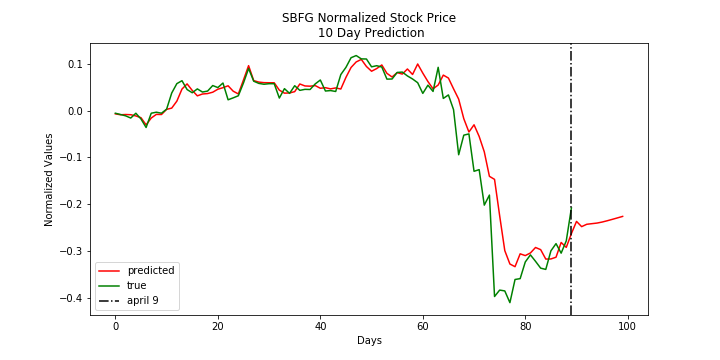 SBFG Normalized Stock Price
10 Day Prediction
Normalized Values
0.1
0.0
−0.1
−0.2
−0.3
−0.4
predicted
true
april 9
0 20 40 60 80 100
Days